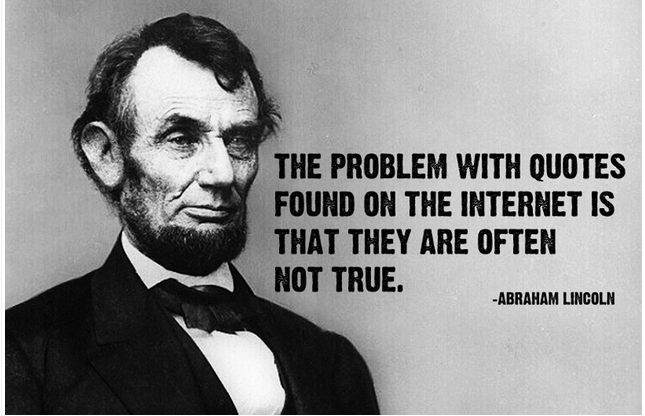 THE PROBLEM WITH QUOTES
FOUND ON THE INTERNET IS
THAT THEY ARE OFTEN
NOT TRUE.
-ABRAHAM LINCOLN